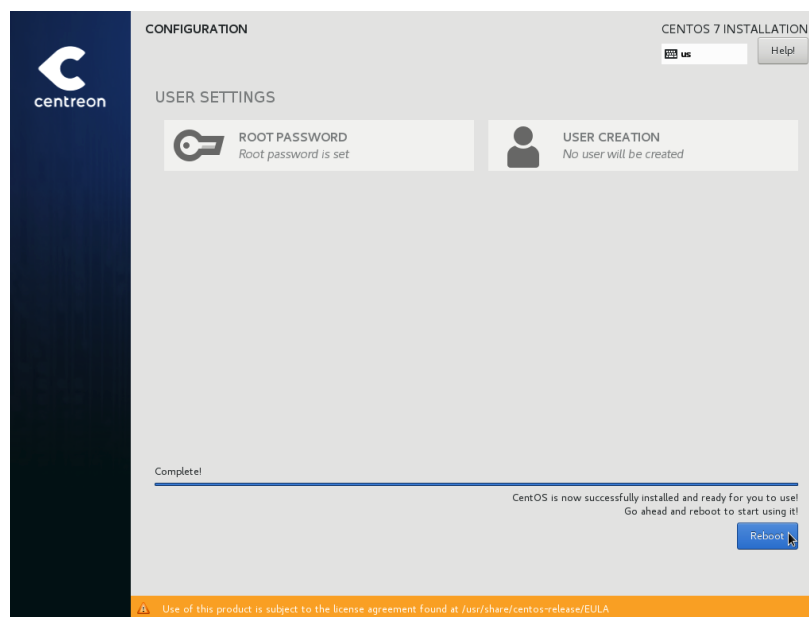 CONFIGURATION
CENTOS 7 INSTALLATION
us
Help!
centreon
USER SETTINGS
ROOT PASSWORD
Root password is set
USER CREATION
No user will be created
Complete!
CentOS is now successfully installed and ready for you to use!
Go ahead and reboot to start using it!
Reboot
Use of this product is subject to the license agreement found at /usr/share/centos-release/EULA